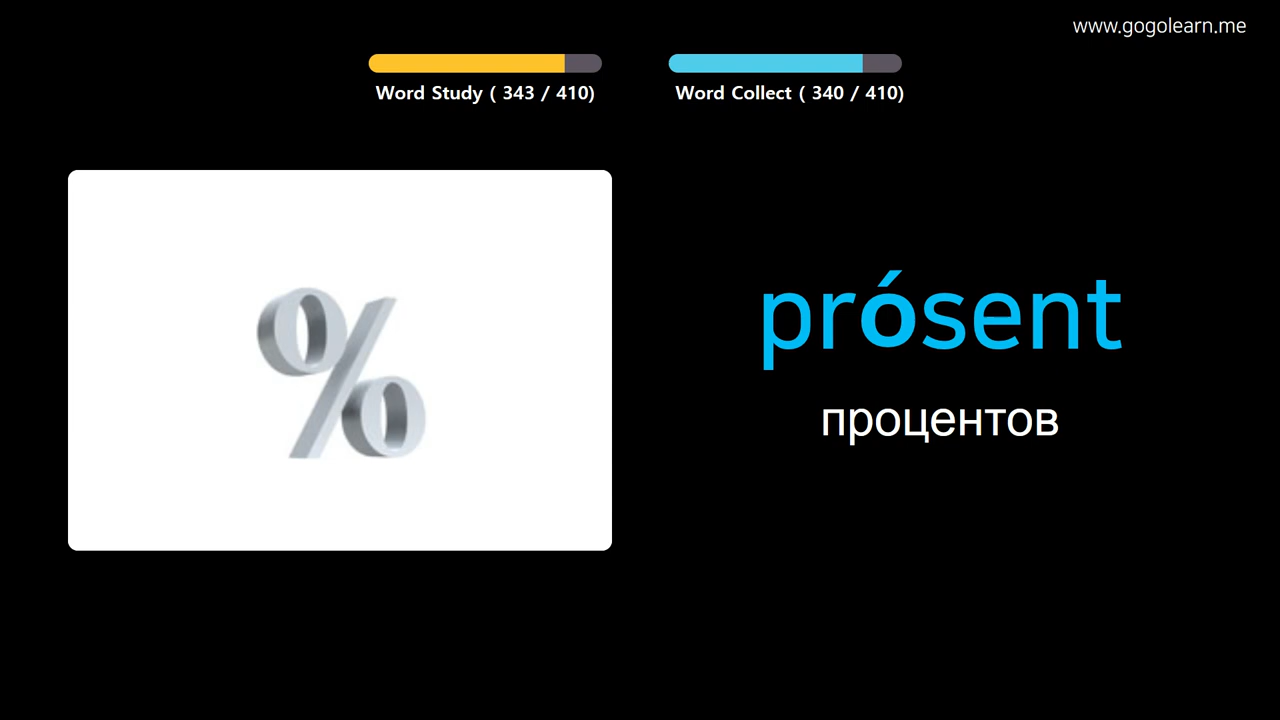 www.gogolearn.me
Word Study ( 343 / 410)
Word Collect ( 340 / 410)
%
prósent
процентов